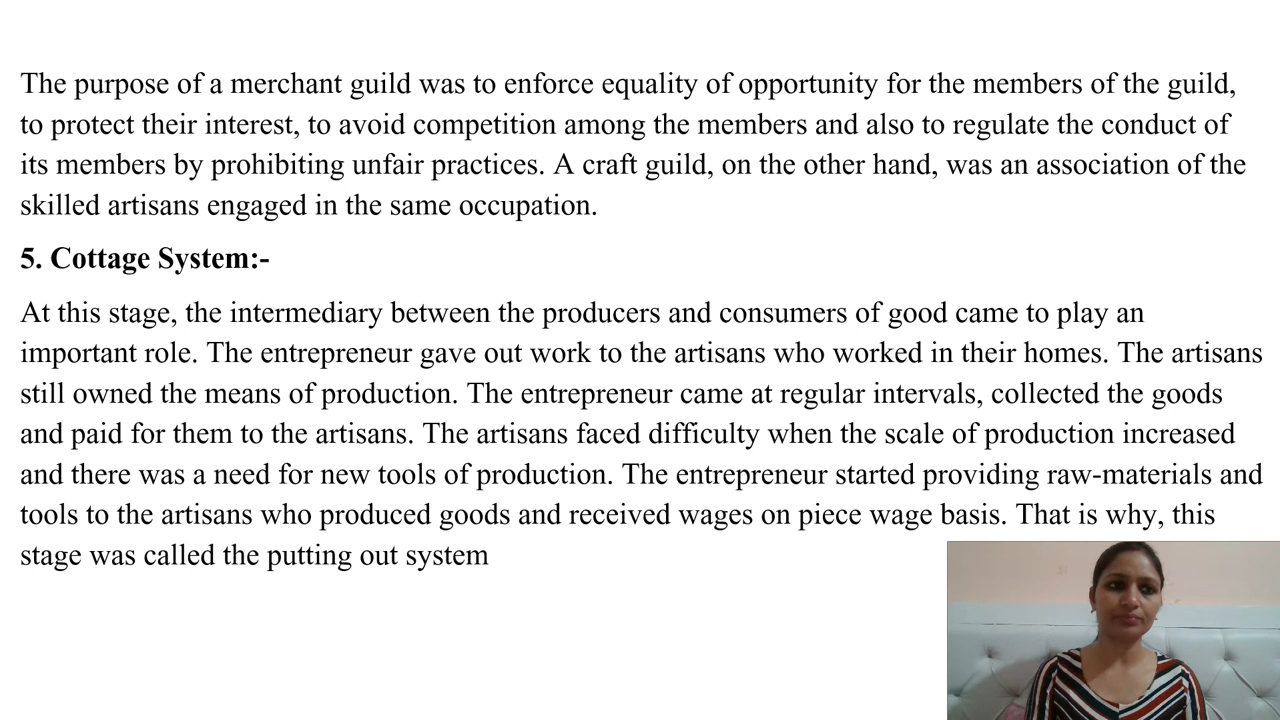 The purpose of a merchant guild was to enforce equality of opportunity for the members of the guild,
to protect their interest, to avoid competition among the members and also to regulate the conduct of
its members by prohibiting unfair practices. A craft guild, on the other hand, was an association of the
skilled artisans engaged in the same occupation.
5. Cottage System:-
At this stage, the intermediary between the producers and consumers of good came to play an
important role. The entrepreneur gave out work to the artisans who worked in their homes. The artisans
still owned the means of production. The entrepreneur came at regular intervals, collected the goods
and paid for them to the artisans. The artisans faced difficulty when the scale of production increased
and there was a need for new tools of production. The entrepreneur started providing raw-materials and
tools to the artisans who produced goods and received wages on piece wage basis. That is why, this
stage was called the putting out system